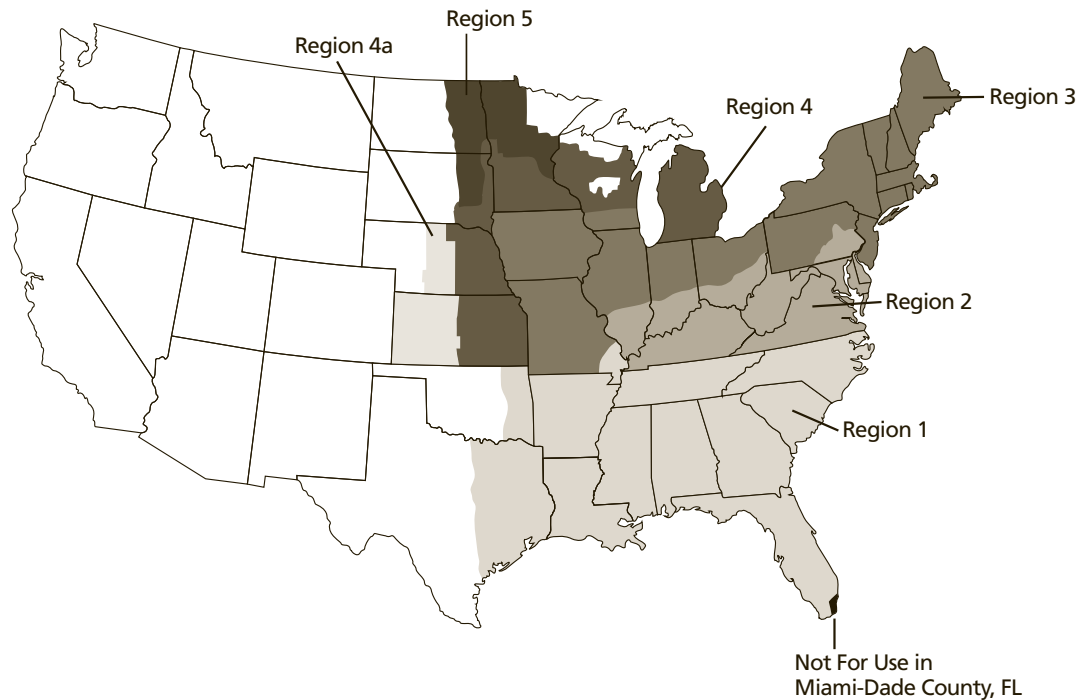 Region 5
Region 4a
Region 3
Region 4
Region 2
Region 1
Not For Use in
Miami-Dade County, FL